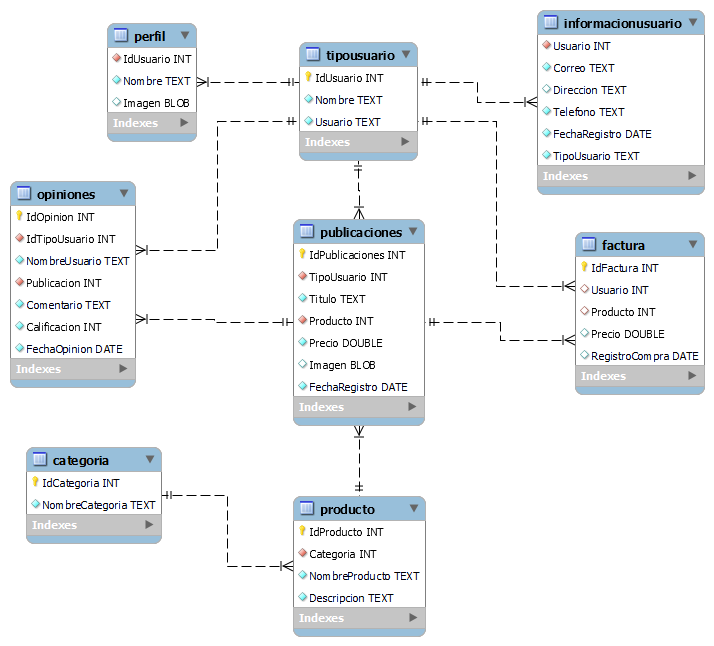 perfil
IdUsuario INT
Nombre TEXT
Imagen BLOB
Indexes
tipousuario
IdUsuario INT
Nombre TEXT
Usuario TEXT
Indexes
informacionusuario
Usuario INT
Correo TEXT
Direccion TEXT
Telefono TEXT
FechaRegistro DATE
TipoUsuario TEXT
Indexes
opiniones
IdOpinion INT
IdTipoUsuario INT
NombreUsuario TEXT
Publicacion INT
Comentario TEXT
Calificacion INT
FechaOpinion DATE
Indexes
publicaciones
IdPublicaciones INT
TipoUsuario INT
Titulo TEXT
Producto INT
Precio DOUBLE
Imagen BLOB
FechaRegistro DATE
Indexes
factura
IdFactura INT
Usuario INT
Producto INT
Precio DOUBLE
RegistroCompra DATE
Indexes
categoria
IdCategoria INT
NombreCategoria TEXT
Indexes
producto
IdProducto INT
Categoria INT
NombreProducto TEXT
Descripcion TEXT
Indexes